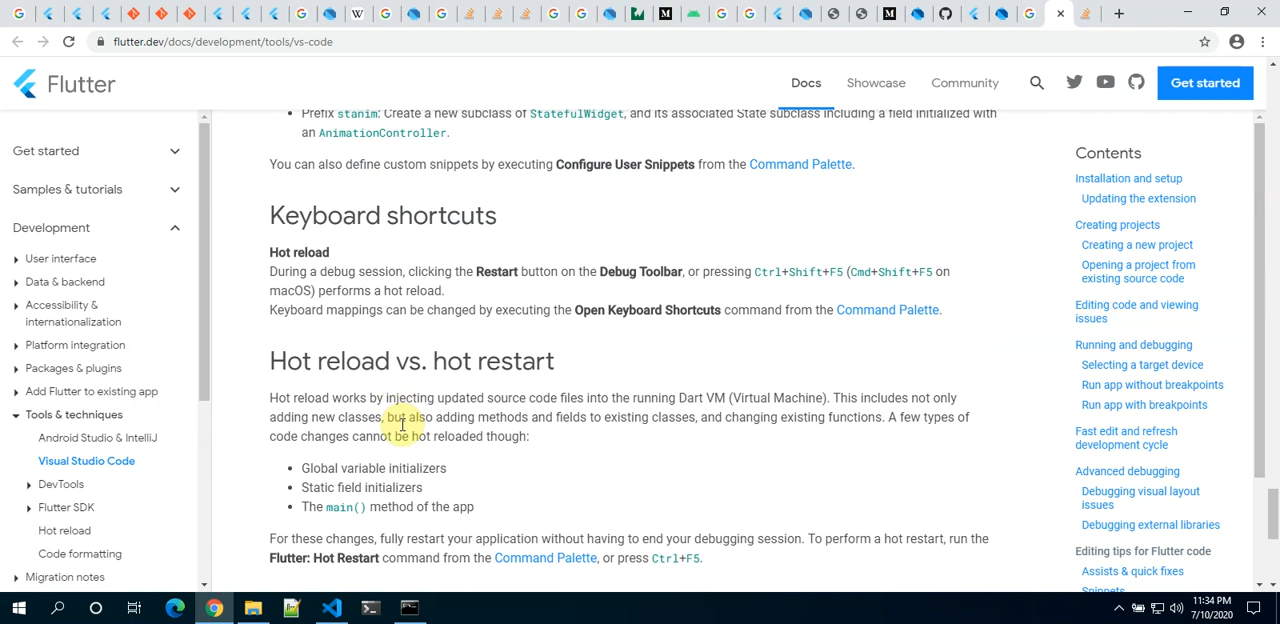 flutter.dev/docs/development/tools/vs-code
Flutter
Docs
Showcase
Community
Get started
Get started
Samples & tutorials
Development
User interface
Data & backend
Accessibility &
internationalization
Platform integration
Packages & plugins
Add Flutter to existing app
Tools & techniques
Android Studio & IntelliJ
Visual Studio Code
DevTools
Flutter SDK
Hot reload
Code formatting
Migration notes
• Prefix stanim: Create a new subclass of StatefulWidget, and its associated State subclass including a field initialized with
an AnimationController.
You can also define custom snippets by executing Configure User Snippets from the Command Palette.
Keyboard shortcuts
Hot reload
During a debug session, clicking the Restart button on the Debug Toolbar, or pressing Ctrl+Shift+F5 (Cmd+Shift+F5 on
macOS) performs a hot reload.
Keyboard mappings can be changed by executing the Open Keyboard Shortcuts command from the Command Palette.
Hot reload vs. hot restart
Hot reload works by injecting updated source code files into the running Dart VM (Virtual Machine). This includes not only
adding new classes, but also adding methods and fields to existing classes, and changing existing functions. A few types of
code changes cannot be hot reloaded though:
• Global variable initializers
• Static field initializers
• The main() method of the app
For these changes, fully restart your application without having to end your debugging session. To perform a hot restart, run the
Flutter: Hot Restart command from the Command Palette, or press Ctrl+F5.
Contents
Installation and setup
Updating the extension
Creating projects
Creating a new project
Opening a project from
existing source code
Editing code and viewing
issues
Running and debugging
Selecting a target device
Run app without breakpoints
Run app with breakpoints
Fast edit and refresh
development cycle
Advanced debugging
Debugging visual layout
issues
Debugging external libraries
Editing tips for Flutter code
Assists & quick fixes
Snippets
11:34 PM
7/10/2020